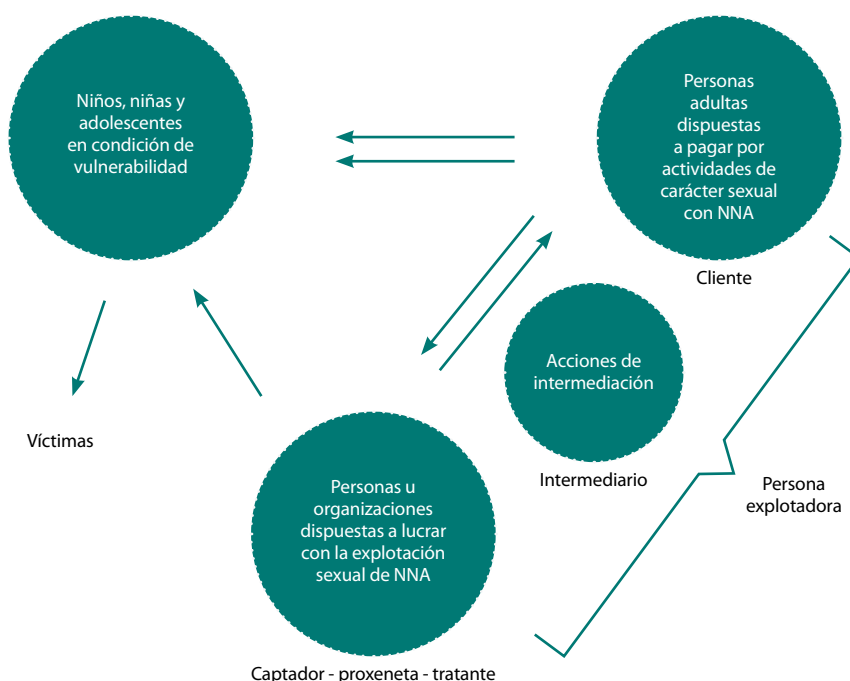 Niños, niñas y
adolescentes
en condición de
vulnerabilidad
Personas
adultas
dispuestas
a pagar por
actividades de
carácter sexual
con NNA
Cliente
Acciones de
intermediación
Intermediario
Víctimas
Personas u
organizaciones
dispuestas a lucrar
con la explotación
sexual de NNA
Persona
explotadora
Captador - proxeneta - tratante